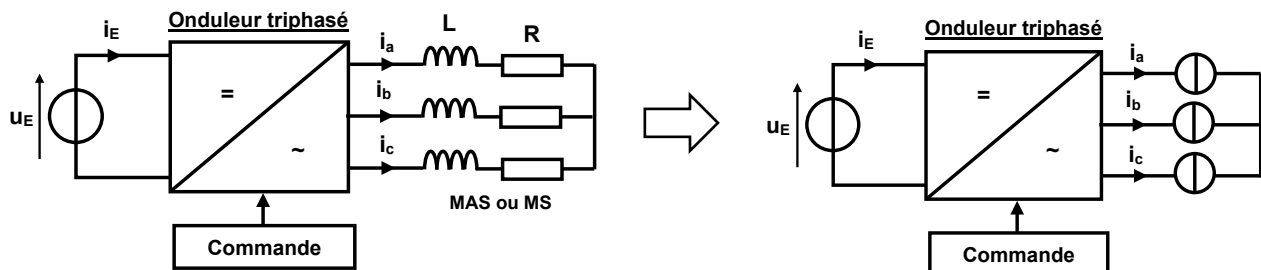 Onduleur triphasé
iE
L
R
ia
=
ib
uE
~
ic
MAS ou MS
Commande
Onduleur triphasé
iE
ia
=
ib
uE
~
ic
Commande